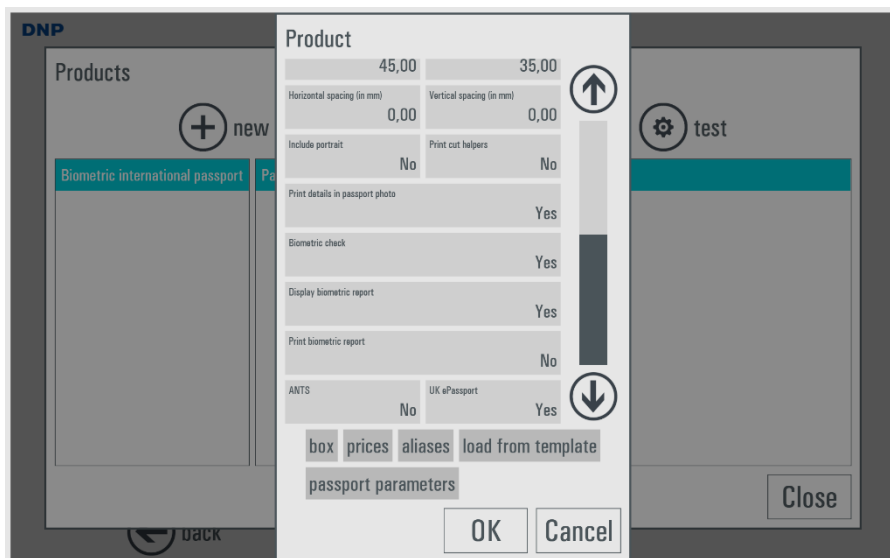 DNP
Products
new
test
Biometric international passport
Pa
back
Close
Product
45,00 35,00
Horizontal spacing (in mm) Vertical spacing (in mm)
0,00 0,00
Include portrait Print cut helpers
No No
Print details in passport photo
Yes
Biometric check
Yes
Display biometric report
Yes
Print biometric report
No
ANTS UK ePassport
No Yes
box prices aliases load from template
passport parameters
OK Cancel